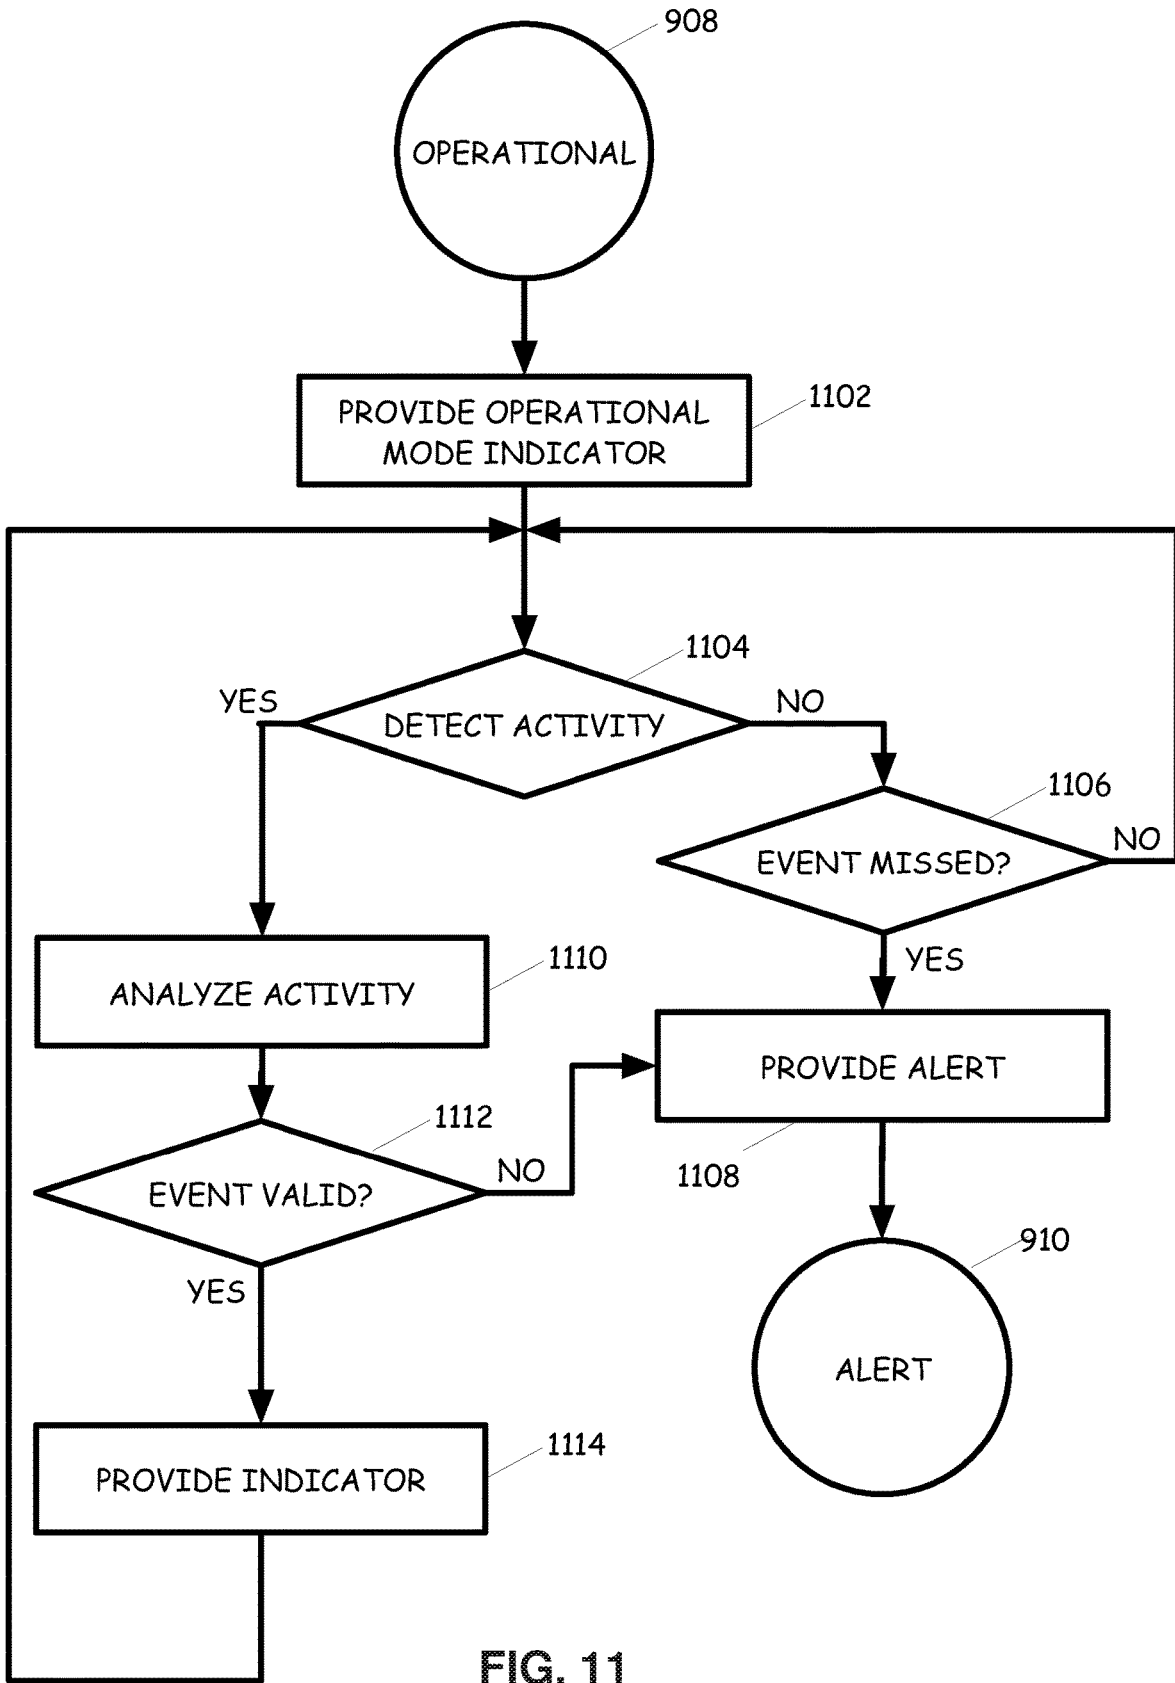 908
OPERATIONAL
1102
PROVIDE OPERATIONAL
MODE INDICATOR
1104
YES
NO
DETECT ACTIVITY
1106
NO
EVENT MISSED?
YES
1110
ANALYZE ACTIVITY
PROVIDE ALERT
1112
NO
1108
EVENT VALID?
YES
910
ALERT
1114
PROVIDE INDICATOR
FIG. 11